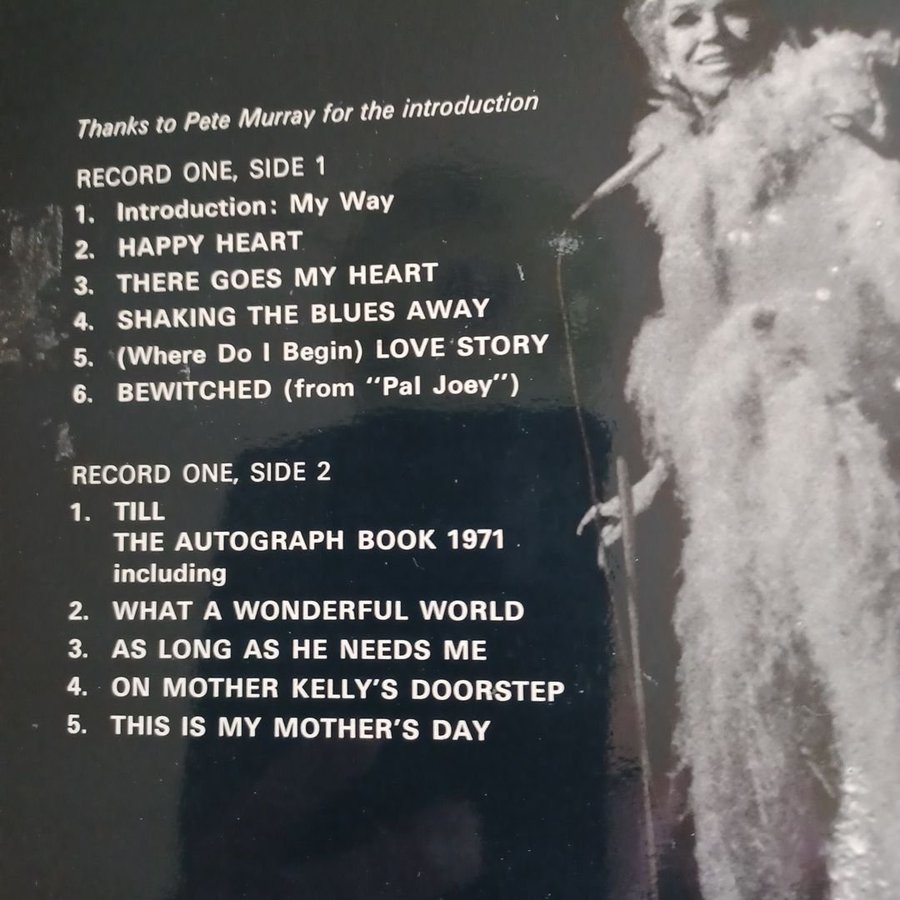 Thanks to Pete Murray for the introduction
RECORD ONE, SIDE 1
1. Introduction: My Way
2. HAPPY HEART
3. THERE GOES MY HEART
4. SHAKING THE BLUES AWAY
5. (Where Do I Begin) LOVE STORY
6. BEWITCHED (from "Pal Joey")
RECORD ONE, SIDE 2
1. TILL
THE AUTOGRAPH BOOK 1971
including
2. WHAT A WONDERFUL WORLD
3. AS LONG AS HE NEEDS ME
4. ON MOTHER KELLY'S DOORSTEP
5. THIS IS MY MOTHER'S DAY